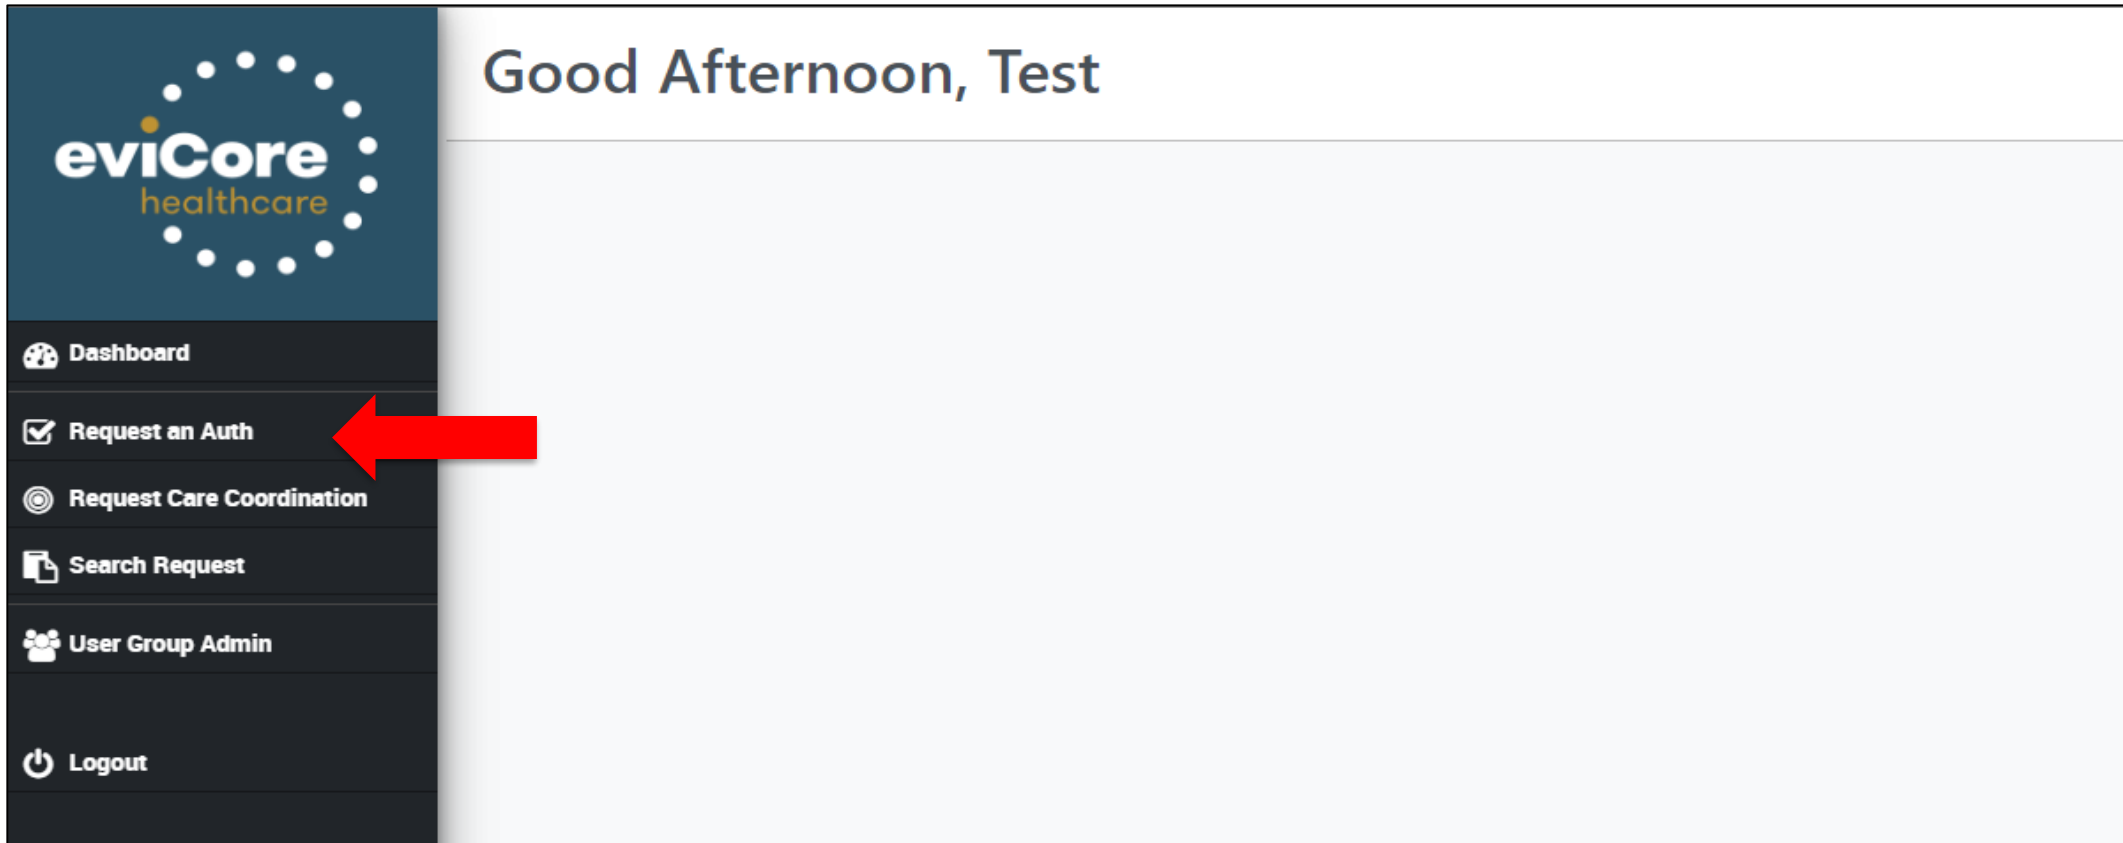 eviCore
healthcare
Good Afternoon, Test
Dashboard
Request an Auth
Request Care Coordination
Search Request
User Group Admin
Logout